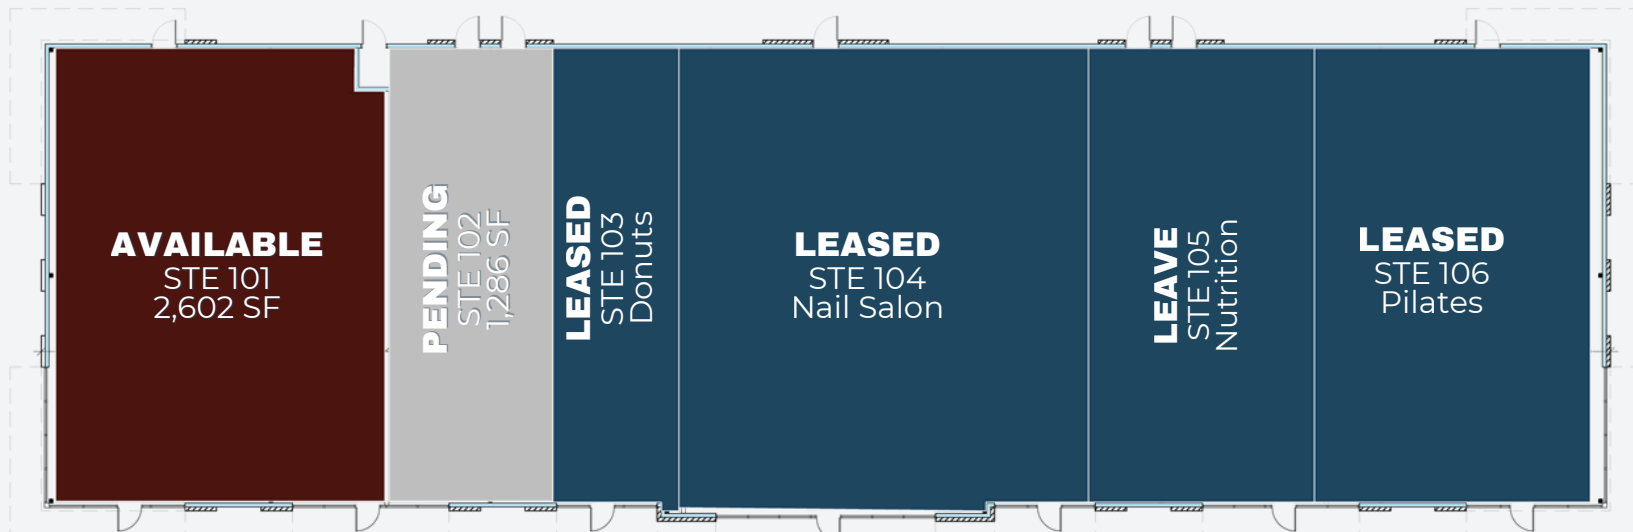 AVAILABLE
STE 101
2,602 SF
PENDING
STE 102
1,286 SF
LEASED
STE 103
Donuts
LEASED
STE 104
Nail Salon
LEAVE
STE 105
Nutrition
LEASED
STE 106
Pilates